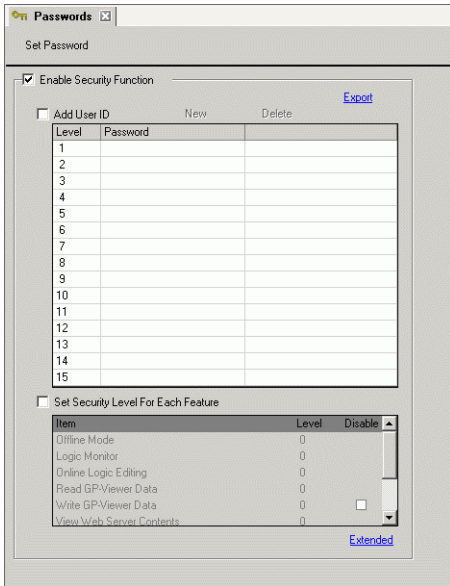 Passwords
Set Password
Enable Security Function
Export
Add User ID New Delete
Level Password
1
2
3
4
5
6
7
8
9
10
11
12
13
14
15
Set Security Level For Each Feature
Item Level Disable
Offline Mode 0
Logic Monitor 0
Online Logic Editing 0
Read GP-Viewer Data 0
Write GP-Viewer Data 0
View Web Server Contents 0
Extended